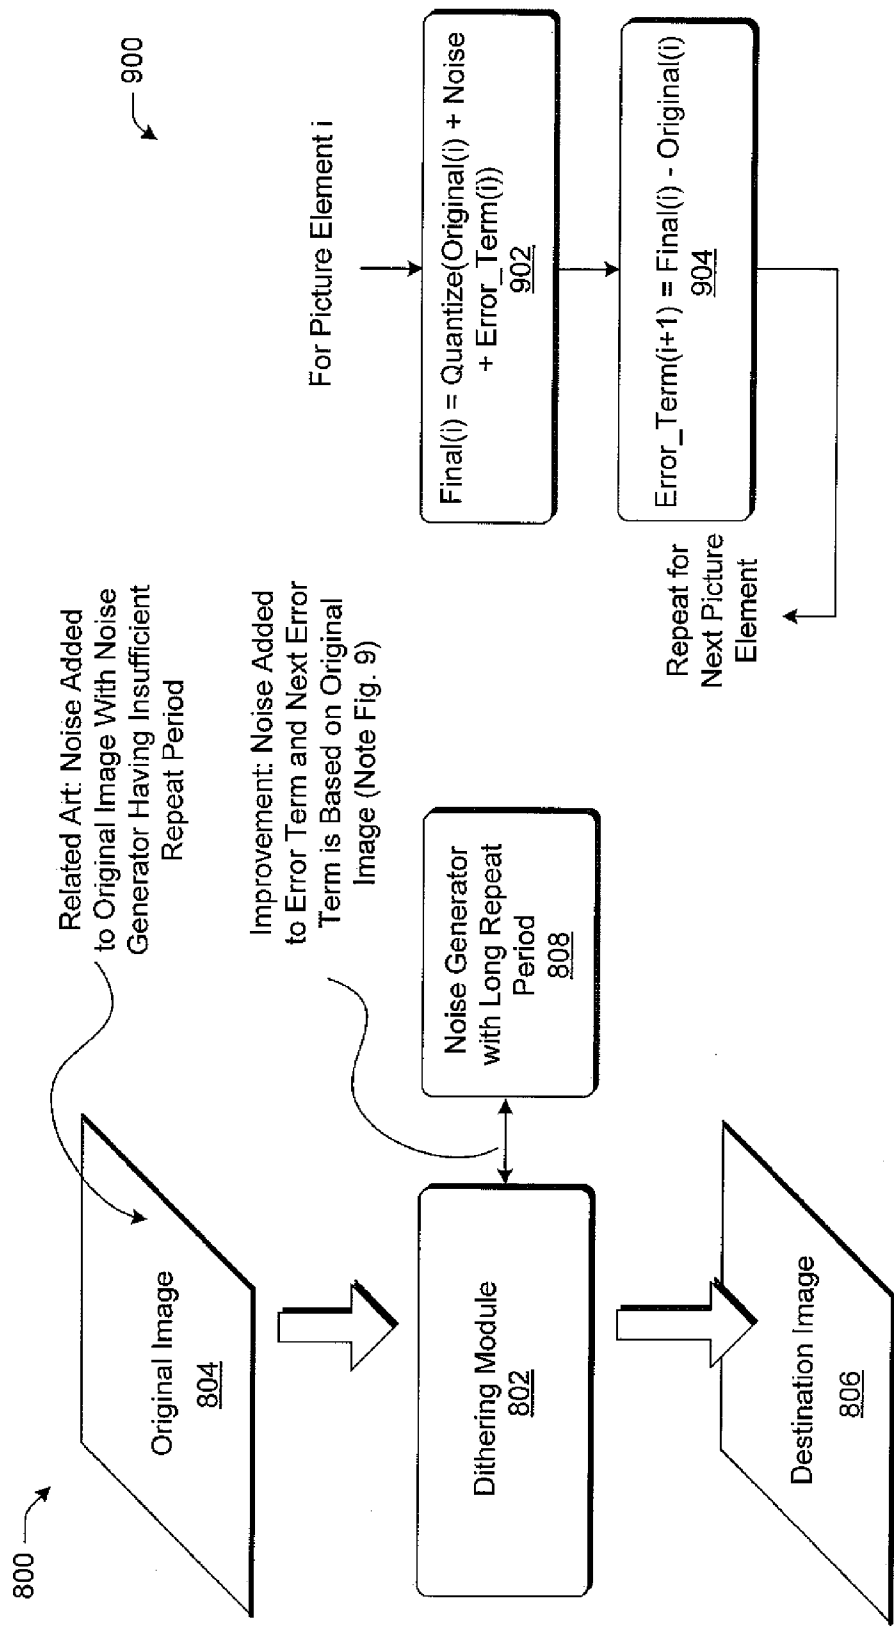 800
Original Image
804
Related Art: Noise Added
to Original Image With Noise
Generator Having Insufficient
Repeat Period
Improvement: Noise Added
to Error Term and Next Error
Term is Based on Original
Image (Note Fig. 9)
Dithering Module
802
Noise Generator
with Long Repeat
Period
808
Destination Image
806
900
For Picture Element i
Final(i) = Quantize(Original(i) + Noise
+ Error_Term(i))
902
Error_Term(i+1) = Final(i) - Original(i)
904
Repeat for
Next Picture
Element